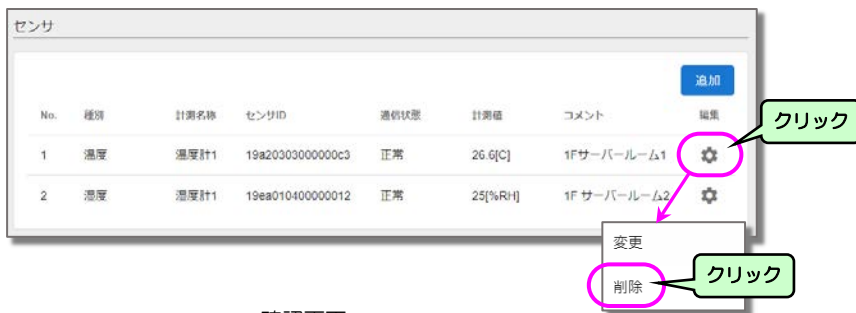 センサ
追加
No. 種別 計測名称 センサID 通信状態 計測値 コメント 編集
クリック
1 温度 温度計1 19a20303000000c3 正常 26.6[C] 1Fサーバールーム1
2 湿度 湿度計1 19ea010400000012 正常 25[%RH] 1F サーバールーム2
変更
クリック
削除